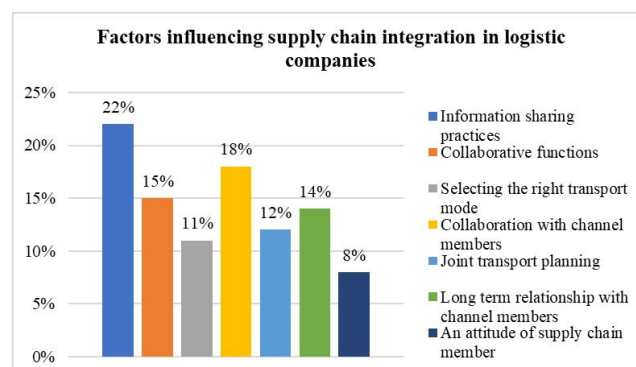 Factors influencing supply chain integration in logistic
companies
25%
20%
15%
10%
5%
0%
22%
15%
11%
18%
12%
14%
8%
Information sharing
practices
Collaborative functions
Selecting the right transport
mode
Collaboration with channel
members
Joint transport planning
Long term relationship with
channel members
An attitude of supply chain
member